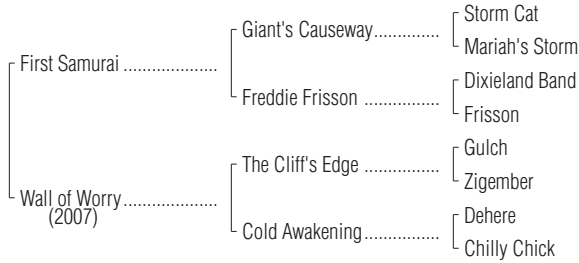 Storm Cat
Giant's Causeway...............
Mariah's Storm
First Samurai ...................
Dixieland Band
Freddie Frisson ................
Frisson
Gulch
The Cliff's Edge ................
Zigember
Wall of Worry...................
(2007)
Dehere
Cold Awakening................
Chilly Chick